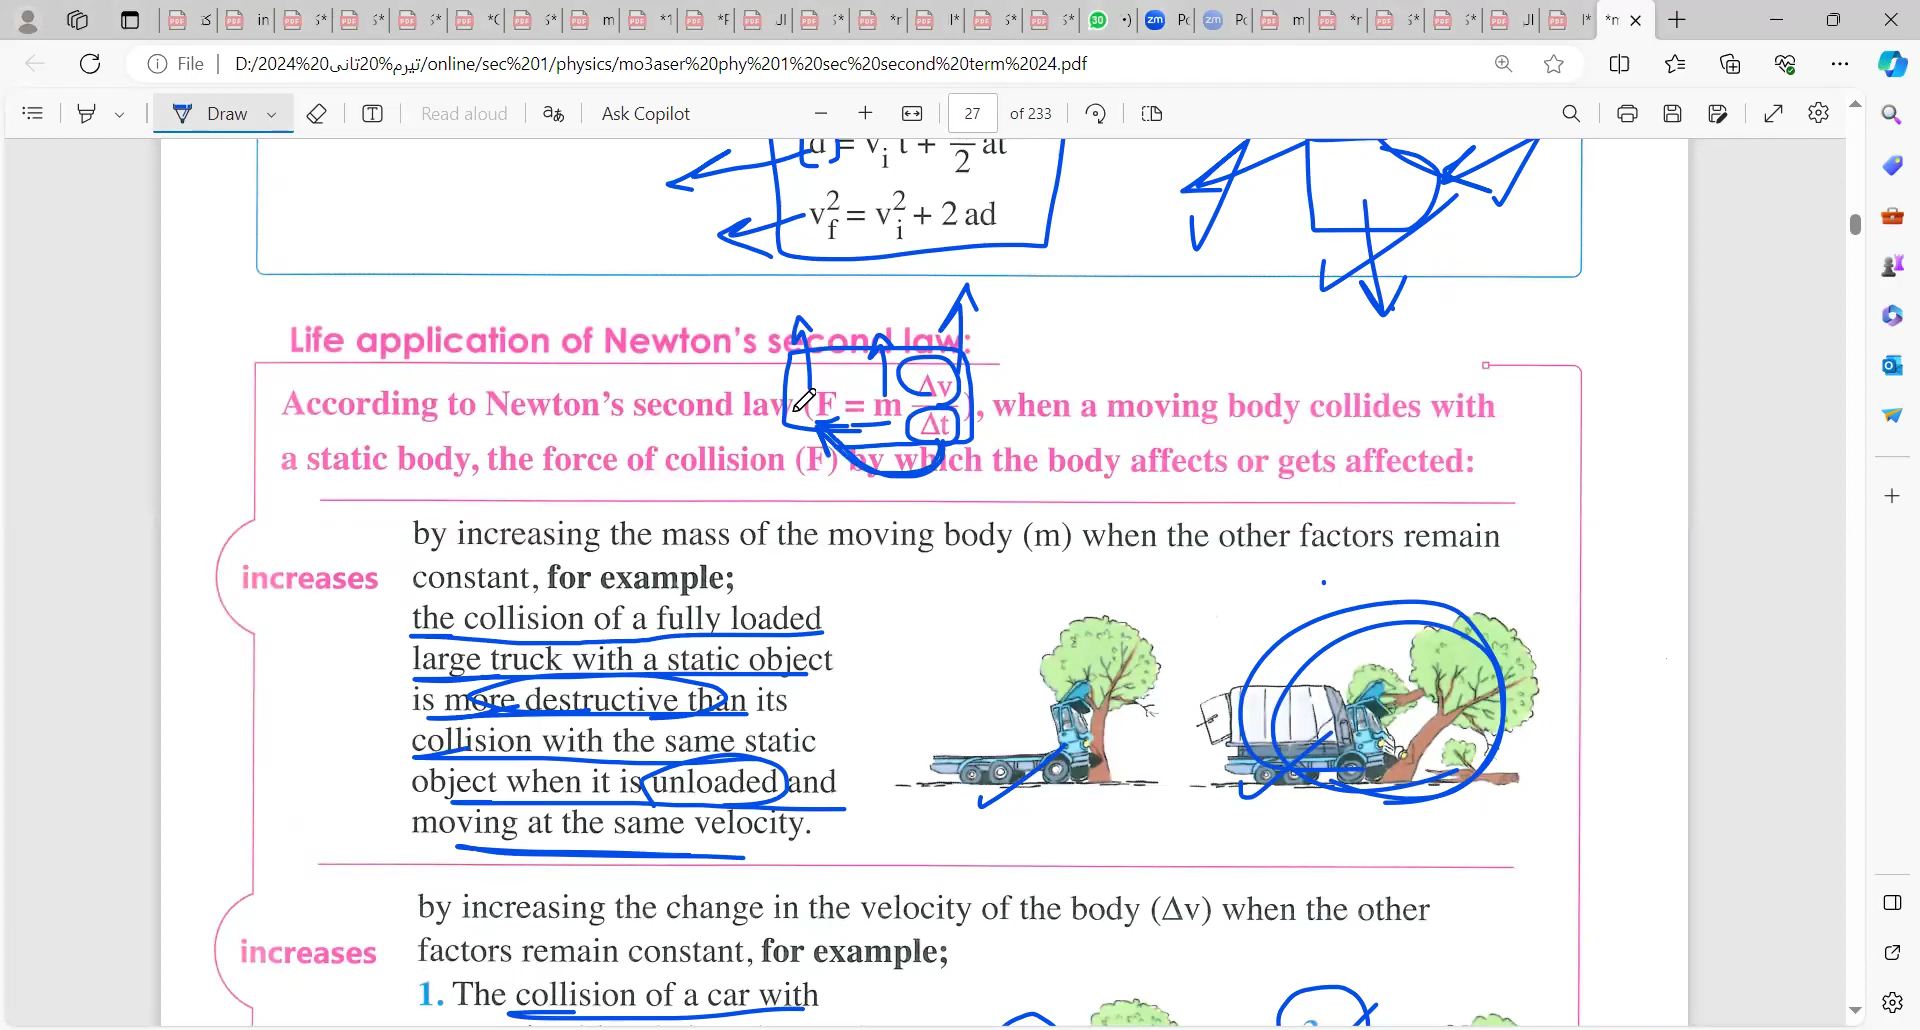 File D:/2024%20تيرم%20تانى/online/sec%201/physics/mo3aser%20phy%201%20sec%20second%20term%2024.pdf
Draw
Read aloud
Ask Copilot
27 of 233
d = v_i t + 1/2 at
v_f^2 = v_i^2 + 2 ad
Life application of Newton's second law:
According to Newton's second law (F = m Δv/Δt), when a moving body collides with
a static body, the force of collision (F) by which the body affects or gets affected:
increases
by increasing the mass of the moving body (m) when the other factors remain
constant, for example;
the collision of a fully loaded
large truck with a static object
is more destructive than its
collision with the same static
object when it is unloaded and
moving at the same velocity.
increases
by increasing the change in the velocity of the body (Δv) when the other
factors remain constant, for example;
1. The collision of a car with